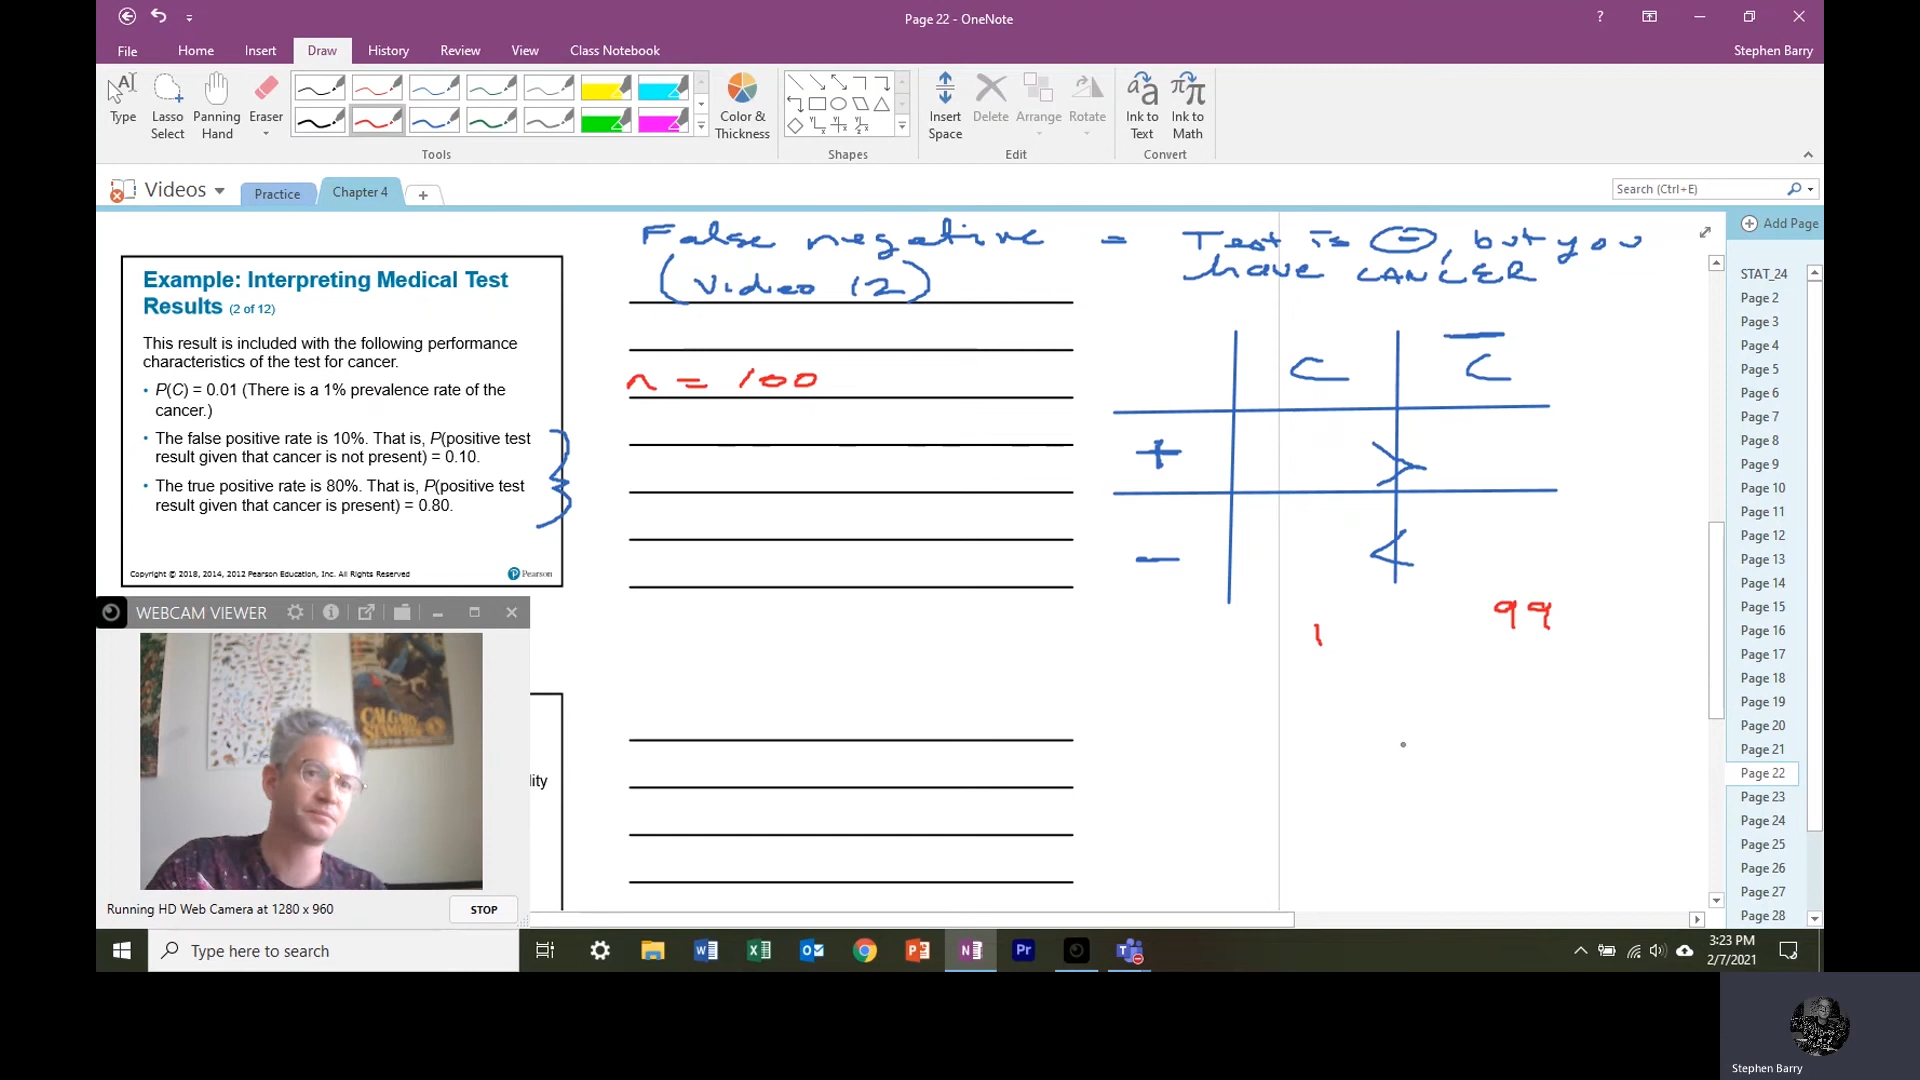 Page 22 - OneNote
File Home Insert Draw History Review View Class Notebook Stephen Barry
Type Lasso Select Panning Hand Eraser Color & Thickness Insert Space Delete Arrange Rotate Ink to Text Ink to Math
Tools Shapes Edit Convert
Videos Practice Chapter 4 Search (Ctrl+E)
Add Page
STAT_24
Page 2
Page 3
Page 4
Page 5
Page 6
Page 7
Page 8
Page 9
Page 10
Page 11
Page 12
Page 13
Page 14
Page 15
Page 16
Page 17
Page 18
Page 19
Page 20
Page 21
Page 22
Page 23
Page 24
Page 25
Page 26
Page 27
Page 28
False negative = Test is ⊖, but you
(Video 12) have CANCER
Example: Interpreting Medical Test
Results (2 of 12)
This result is included with the following performance
characteristics of the test for cancer.
• P(C) = 0.01 (There is a 1% prevalence rate of the
cancer.)
• The false positive rate is 10%. That is, P(positive test
result given that cancer is not present) = 0.10.
• The true positive rate is 80%. That is, P(positive test
result given that cancer is present) = 0.80.
Copyright © 2018, 2014, 2012 Pearson Education, Inc. All Rights Reserved Pearson
n = 100
C C̅
+ >
- <
1 99
WEBCAM VIEWER
CALGARY
STAMPEDE
lity
Running HD Web Camera at 1280 x 960 STOP
Type here to search
3:23 PM
2/7/2021
Stephen Barry